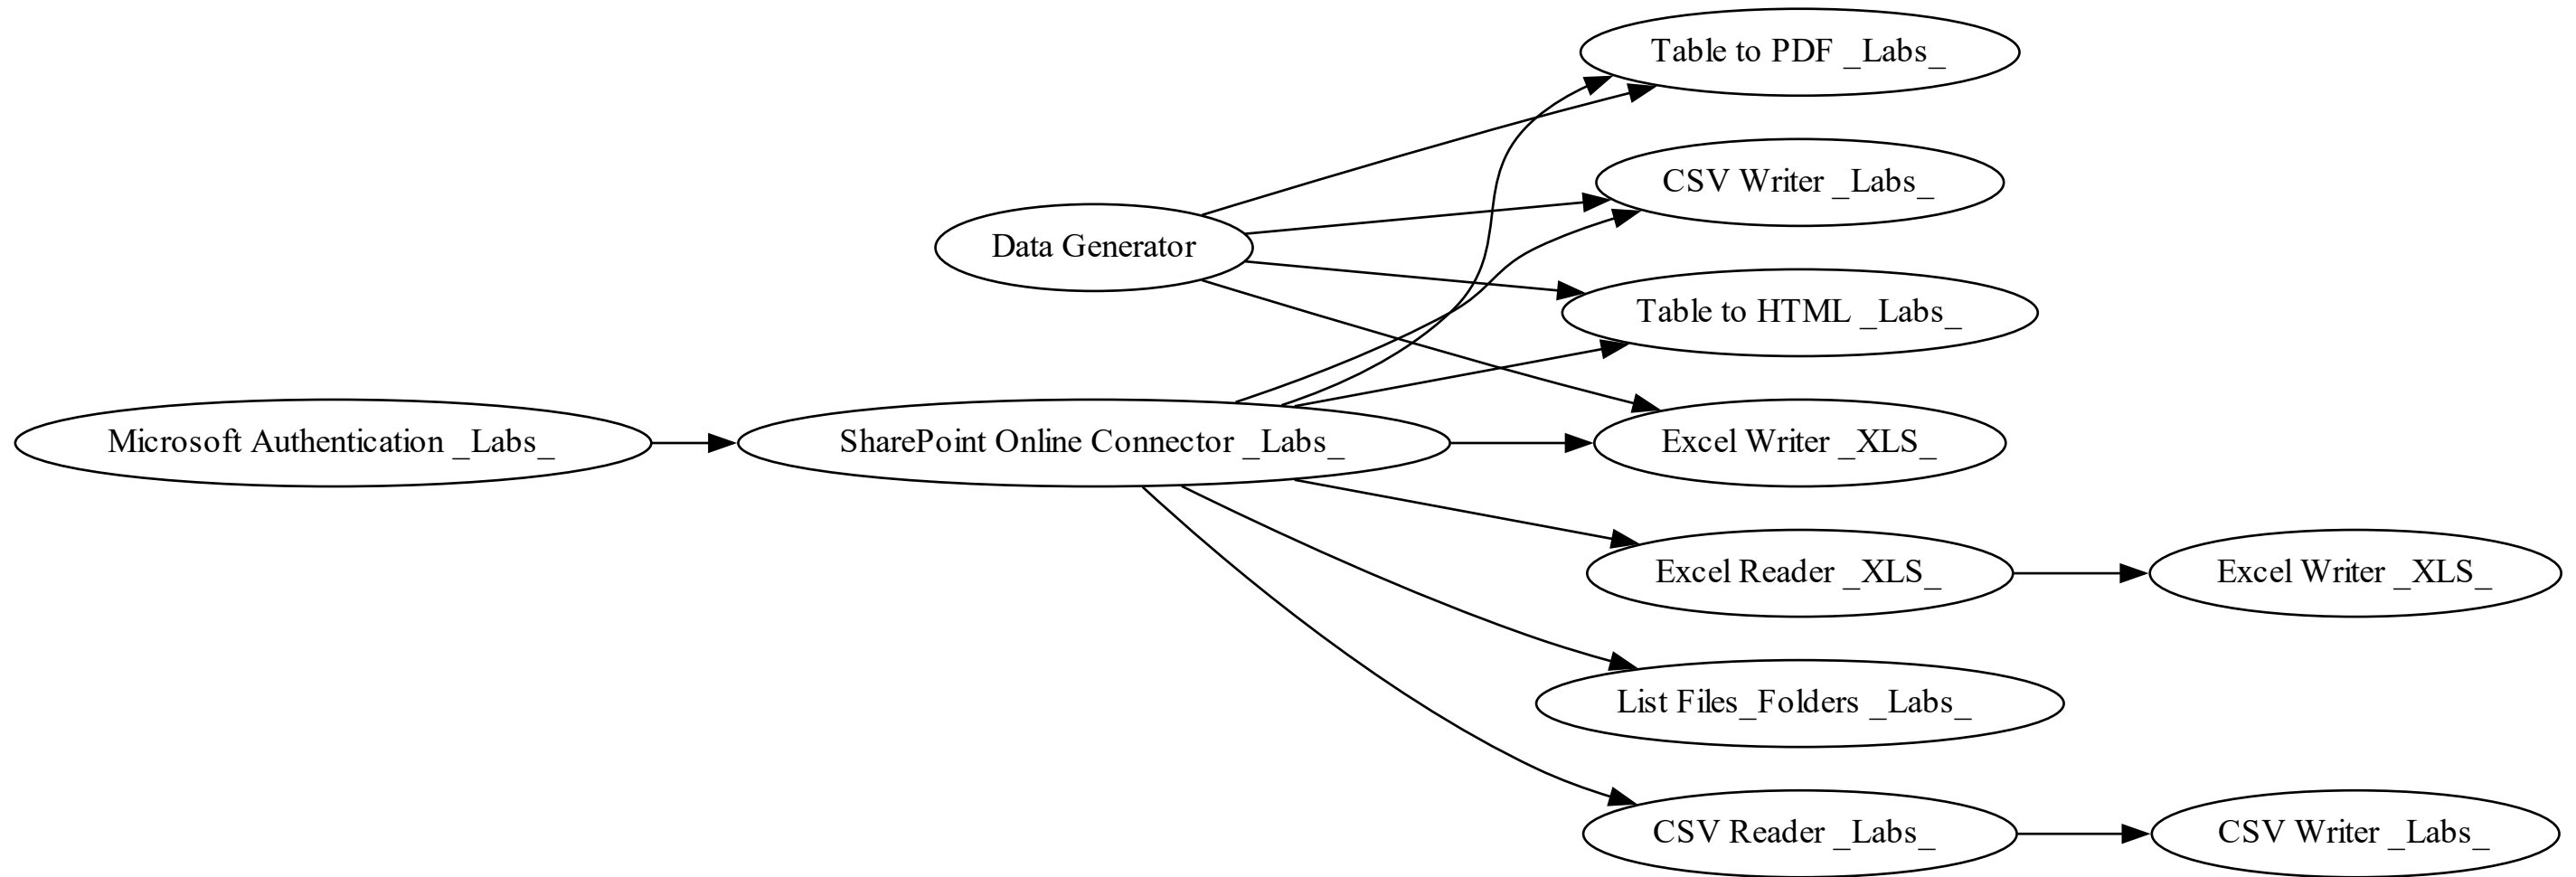 Table to PDF _Labs_
CSV Writer _Labs_
Data Generator
Table to HTML _Labs_
Microsoft Authentication _Labs_
SharePoint Online Connector _Labs_
Excel Writer _XLS_
Excel Reader _XLS_
Excel Writer _XLS_
List Files_Folders _Labs_
CSV Reader _Labs_
CSV Writer _Labs_